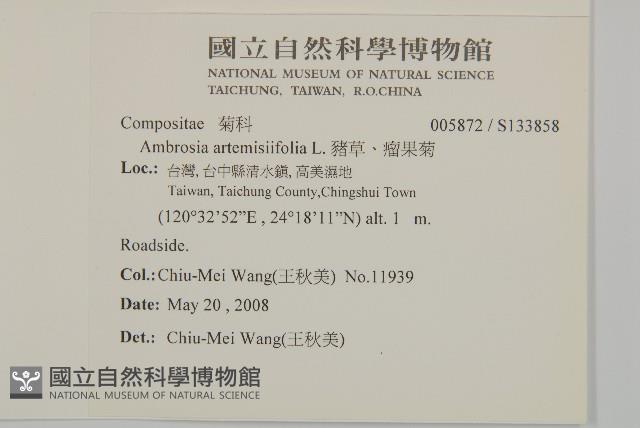 國立自然科學博物館
NATIONAL MUSEUM OF NATURAL SCIENCE
TAICHUNG, TAIWAN, R.O.CHINA
Compositae 菊科 005872 / S133858
Ambrosia artemisiifolia L. 豬草、瘤果菊
Loc.: 台灣, 台中縣清水鎮, 高美濕地
Taiwan, Taichung County,Chingshui Town
(120°32’52”E , 24°18’11”N) alt. 1 m.
Roadside.
Col.: Chiu-Mei Wang(王秋美) No.11939
Date: May 20 , 2008
Det.: Chiu-Mei Wang(王秋美)
國立自然科學博物館
NATIONAL MUSEUM OF NATURAL SCIENCE